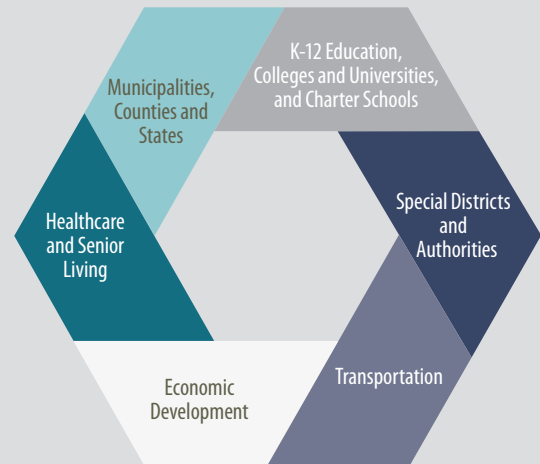 K-12 Education,
Colleges and Universities,
and Charter Schools
Municipalities,
Counties and
States
Special Districts
and
Authorities
Healthcare
and Senior
Living
Transportation
Economic
Development